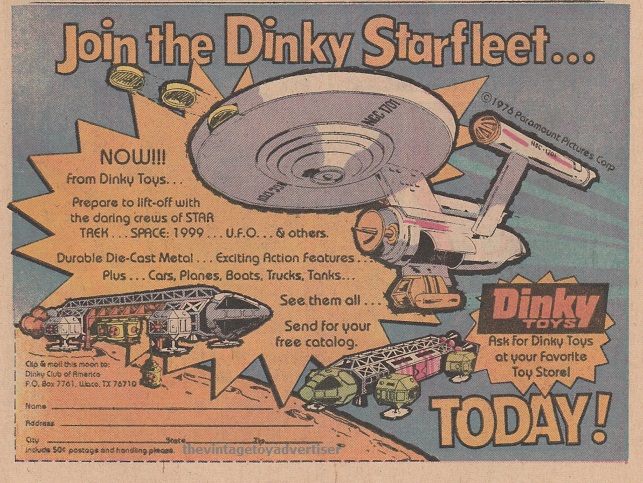 Join the Dinky Starfleet...
©1976 Paramount Pictures Corp
NCC 1701
NCC-1701
NOW!!!
From Dinky Toys...
Prepare to lift-off with
the daring crews of STAR
TREK...SPACE: 1999...U.F.O...& others.
Durable Die-Cast Metal...Exciting Action Features...
Plus...Cars, Planes, Boats, Trucks, Tanks...
See them all...
Send for your
free catalog.
Dinky
TOYS
Ask for Dinky Toys
at your Favorite
Toy Store!
TODAY!
Clip & mail this moon to:
Dinky Club of America
P.O. Box 7761, Waco, TX 76710
Name
Address
City State Zip
Include 50¢ postage and handling please.
thevintagetoyadvertiser